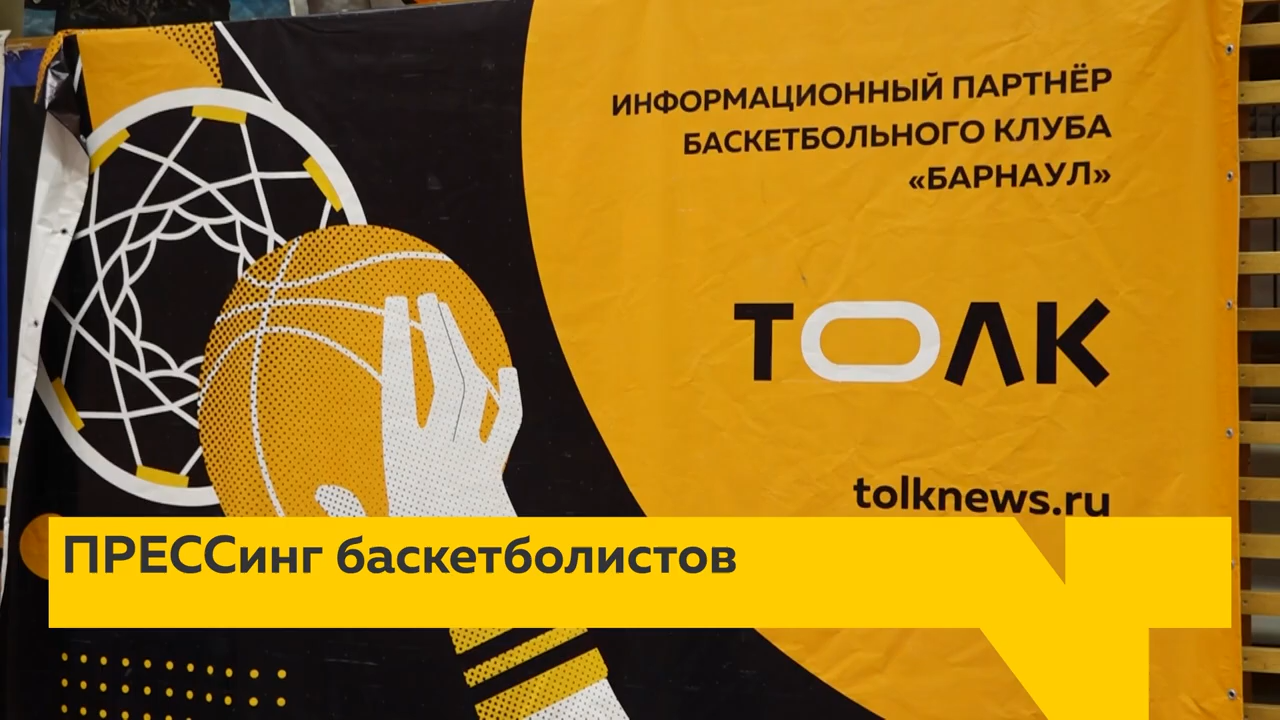 ИНФОРМАЦИОННЫЙ ПАРТНЁР
БАСКЕТБОЛЬНОГО КЛУБА
«БАРНАУЛ»
ТОЛК
tolknews.ru
ПРЕССинг баскетболистов